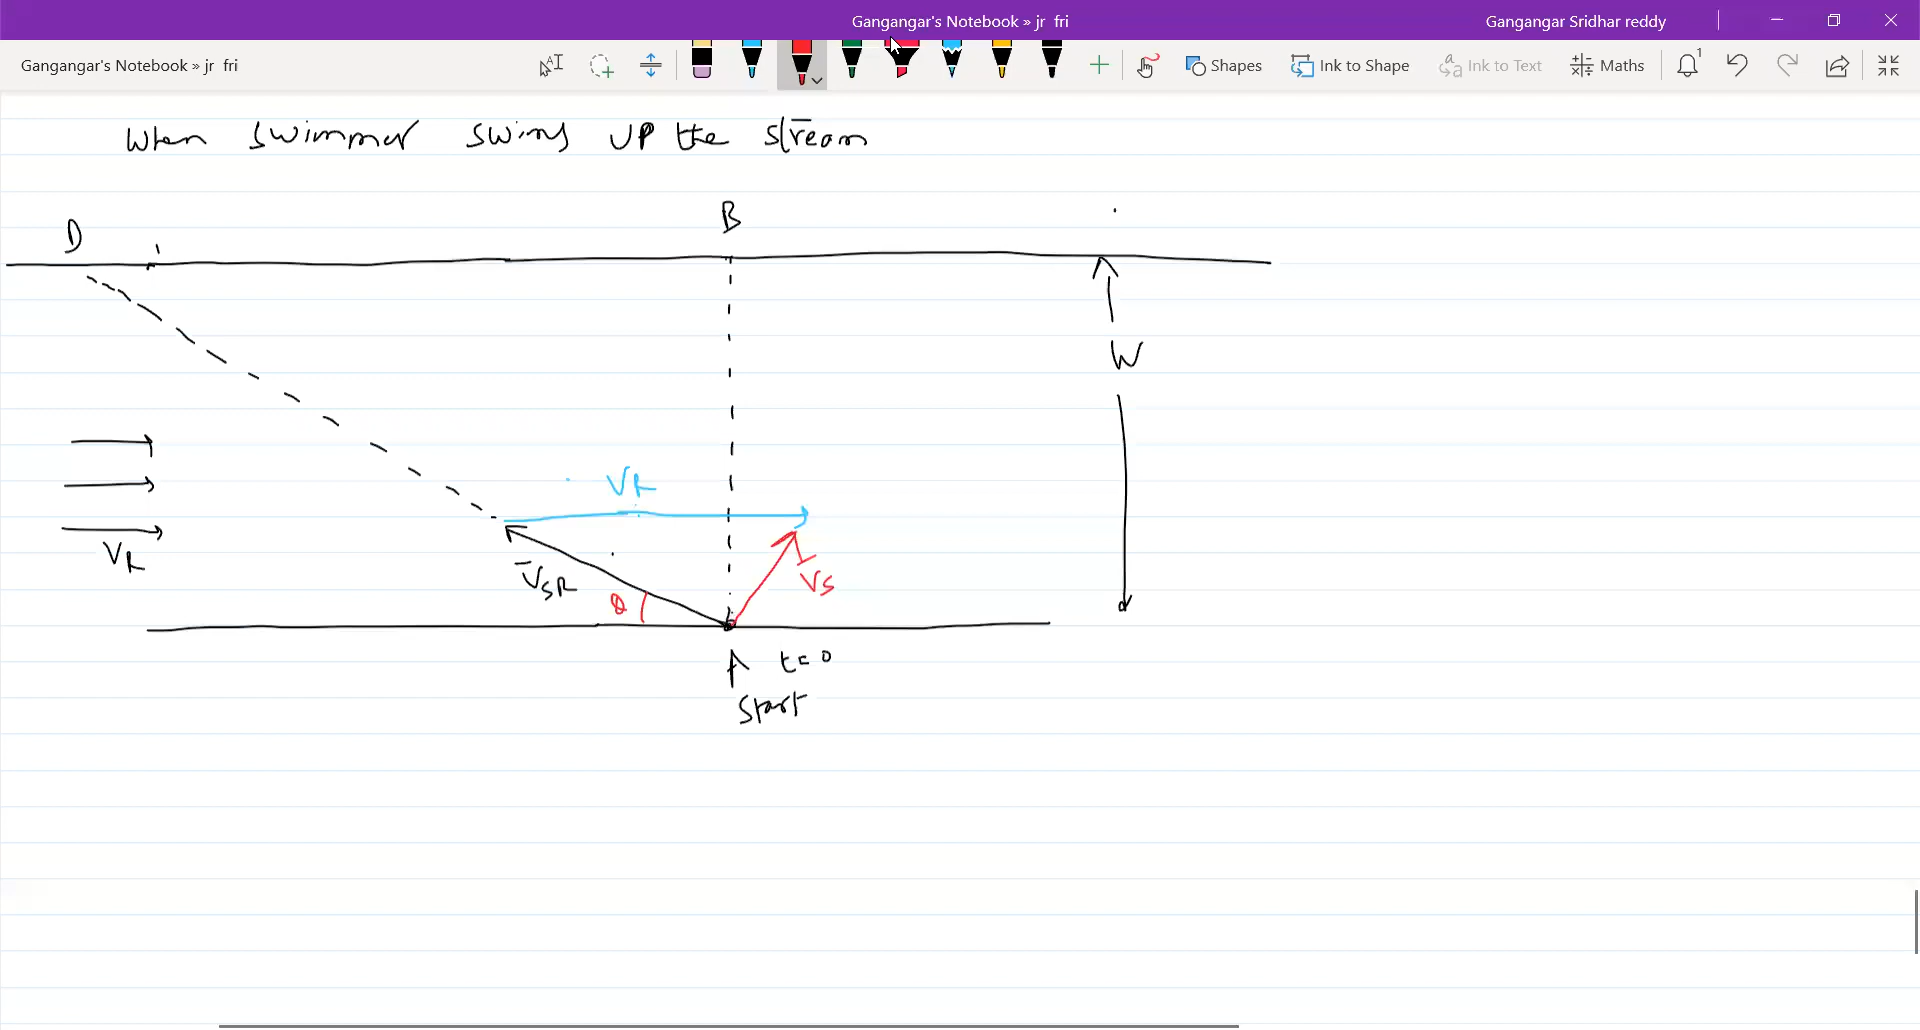 Gangangar's Notebook » jr fri
Gangangar Sridhar reddy
Gangangar's Notebook » jr fri
Shapes
Ink to Shape
Ink to Text
Maths
1
When swimmer swims up the stream
D
B
W
VR
VR
VSR
θ
VS
A t=0
start